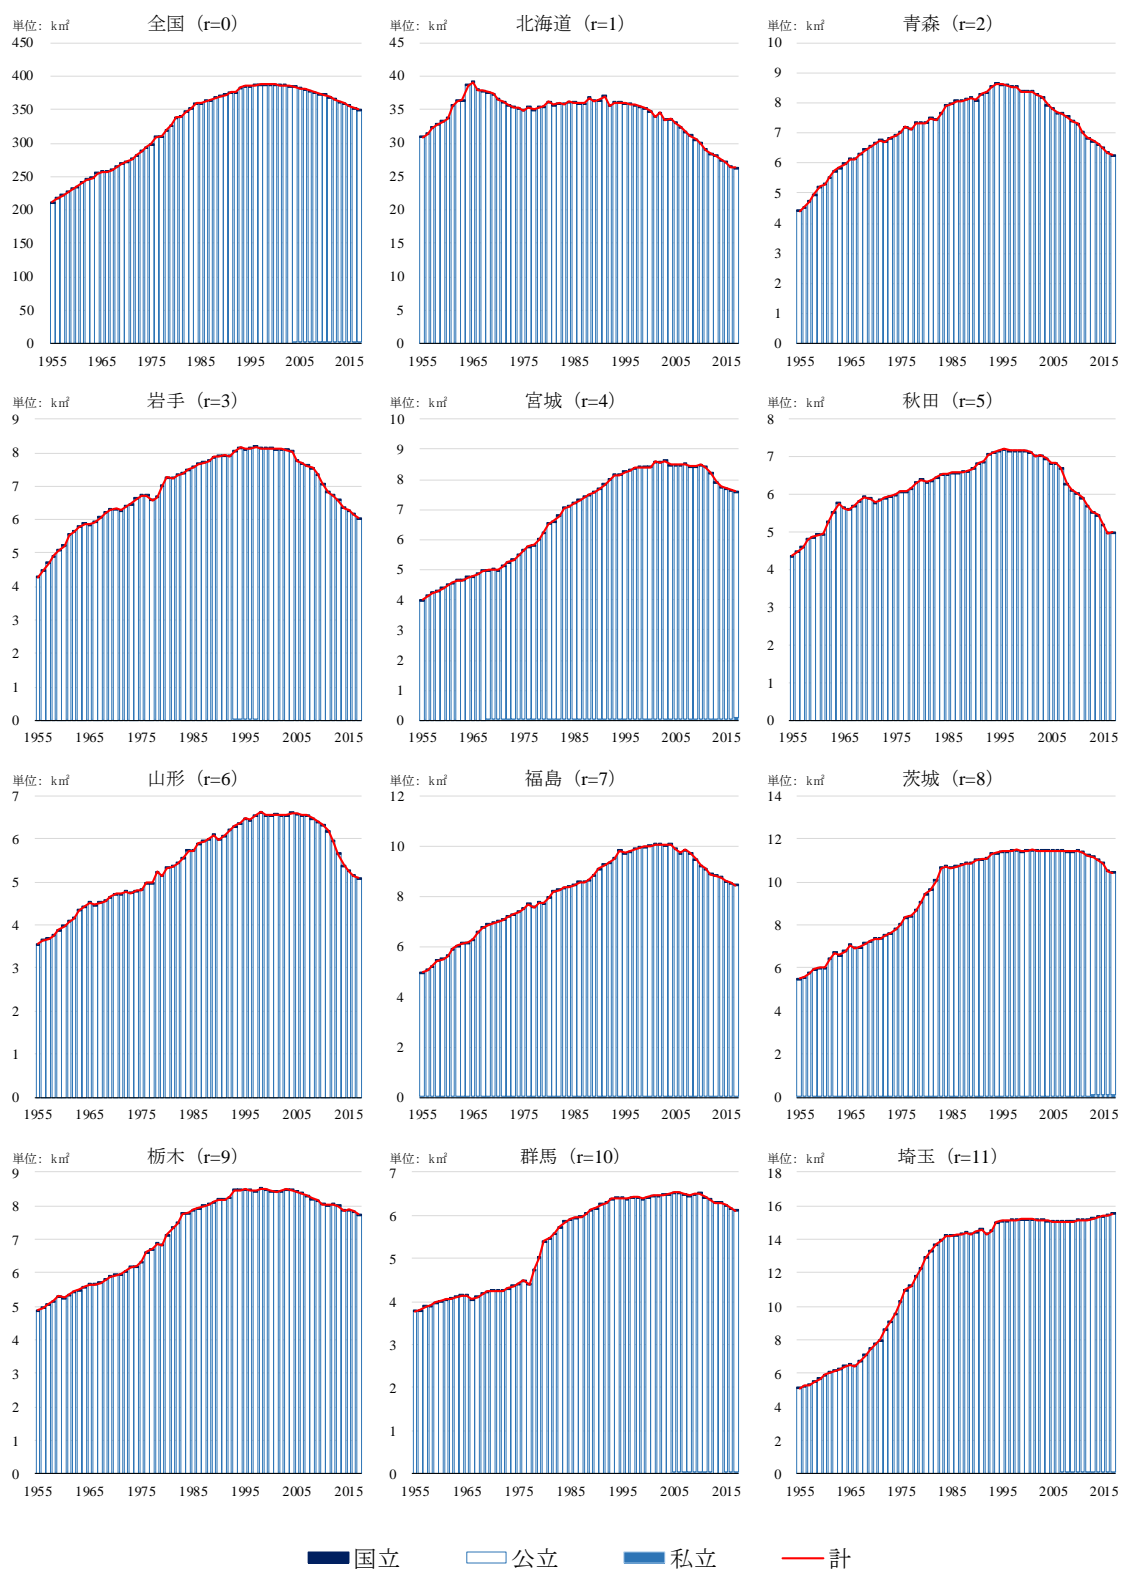 単位：k㎡ 全国（r=0） 単位：k㎡ 北海道（r=1） 単位：k㎡ 青森（r=2）
450 45 10
400 40 9
350 35 8
300 30 7
250 25 6
200 20 5
150 15 4
100 10 3
50 5 2
1
0 0 0
1955 1965 1975 1985 1995 2005 2015 1955 1965 1975 1985 1995 2005 2015 1955 1965 1975 1985 1995 2005 2015
単位：k㎡ 岩手（r=3） 単位：k㎡ 宮城（r=4） 単位：k㎡ 秋田（r=5）
9 10 8
8 9 7
7 8 6
6 7 5
5 6 4
4 5 3
3 4 2
2 3 1
1 2
1
0 0 0
1955 1965 1975 1985 1995 2005 2015 1955 1965 1975 1985 1995 2005 2015 1955 1965 1975 1985 1995 2005 2015
単位：k㎡ 山形（r=6） 単位：k㎡ 福島（r=7） 単位：k㎡ 茨城（r=8）
7 12 14
6 10 12
5 8 10
4 6 8
3 4 6
2 2 4
1 2
0 0 0
1955 1965 1975 1985 1995 2005 2015 1955 1965 1975 1985 1995 2005 2015 1955 1965 1975 1985 1995 2005 2015
単位：k㎡ 栃木（r=9） 単位：k㎡ 群馬（r=10） 単位：k㎡ 埼玉（r=11）
9 7 18
8 6 16
7 5 14
6 4 12
5 3 10
4 2 8
3 1 6
2 4
1 2
0 0 0
1955 1965 1975 1985 1995 2005 2015 1955 1965 1975 1985 1995 2005 2015 1955 1965 1975 1985 1995 2005 2015
国立 公立 私立 計